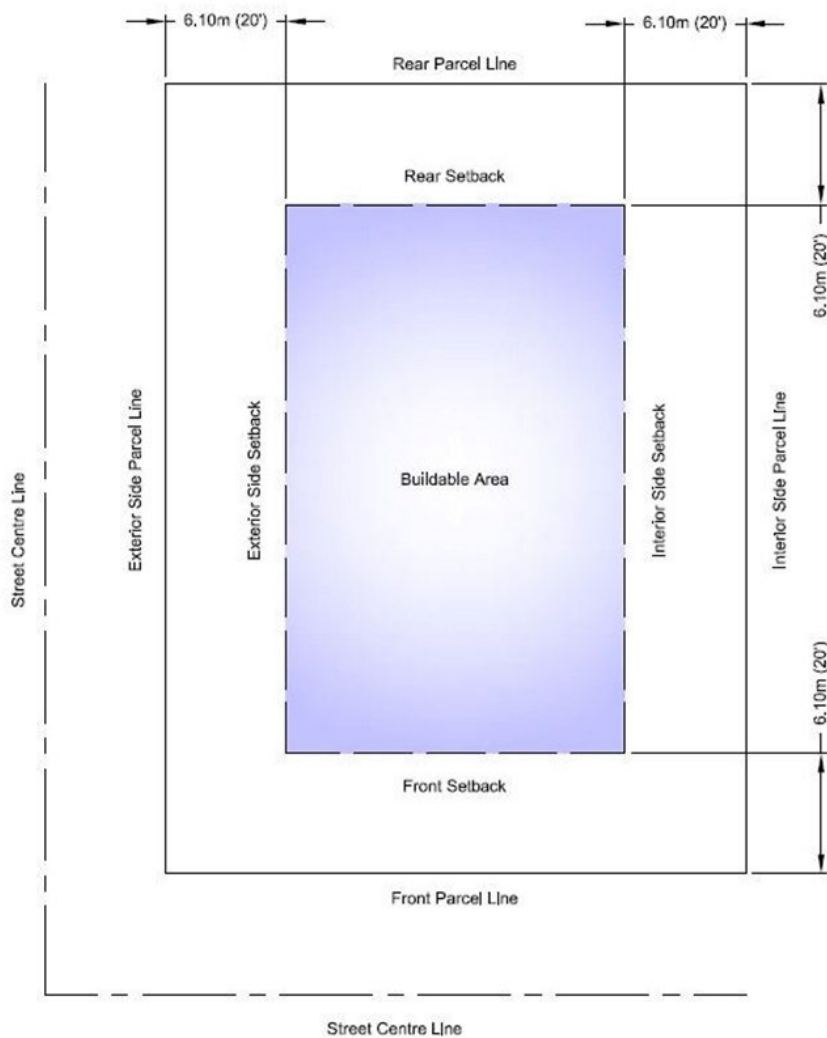 6.10m (20')
6.10m (20')
Rear Parcel Line
Rear Setback
6.10m (20')
Street Centre Line
Exterior Side Parcel Line
Exterior Side Setback
Buildable Area
Interior Side Setback
Interior Side Parcel Line
6.10m (20')
Front Setback
Front Parcel Line
Street Centre Line